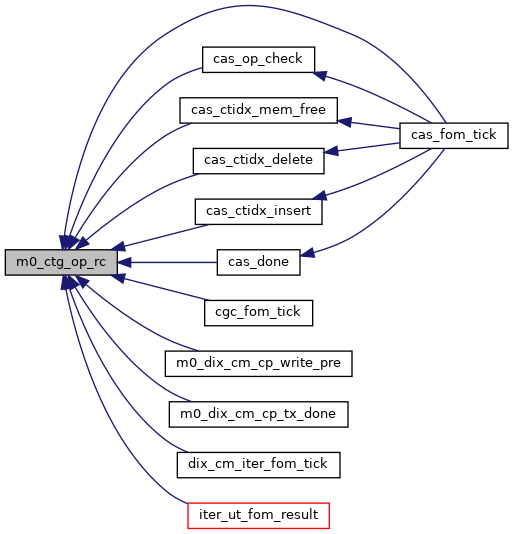 cas_op_check
cas_ctidx_mem_free
cas_fom_tick
cas_ctidx_delete
cas_ctidx_insert
m0_ctg_op_rc
cas_done
cgc_fom_tick
m0_dix_cm_cp_write_pre
m0_dix_cm_cp_tx_done
dix_cm_iter_fom_tick
iter_ut_fom_result